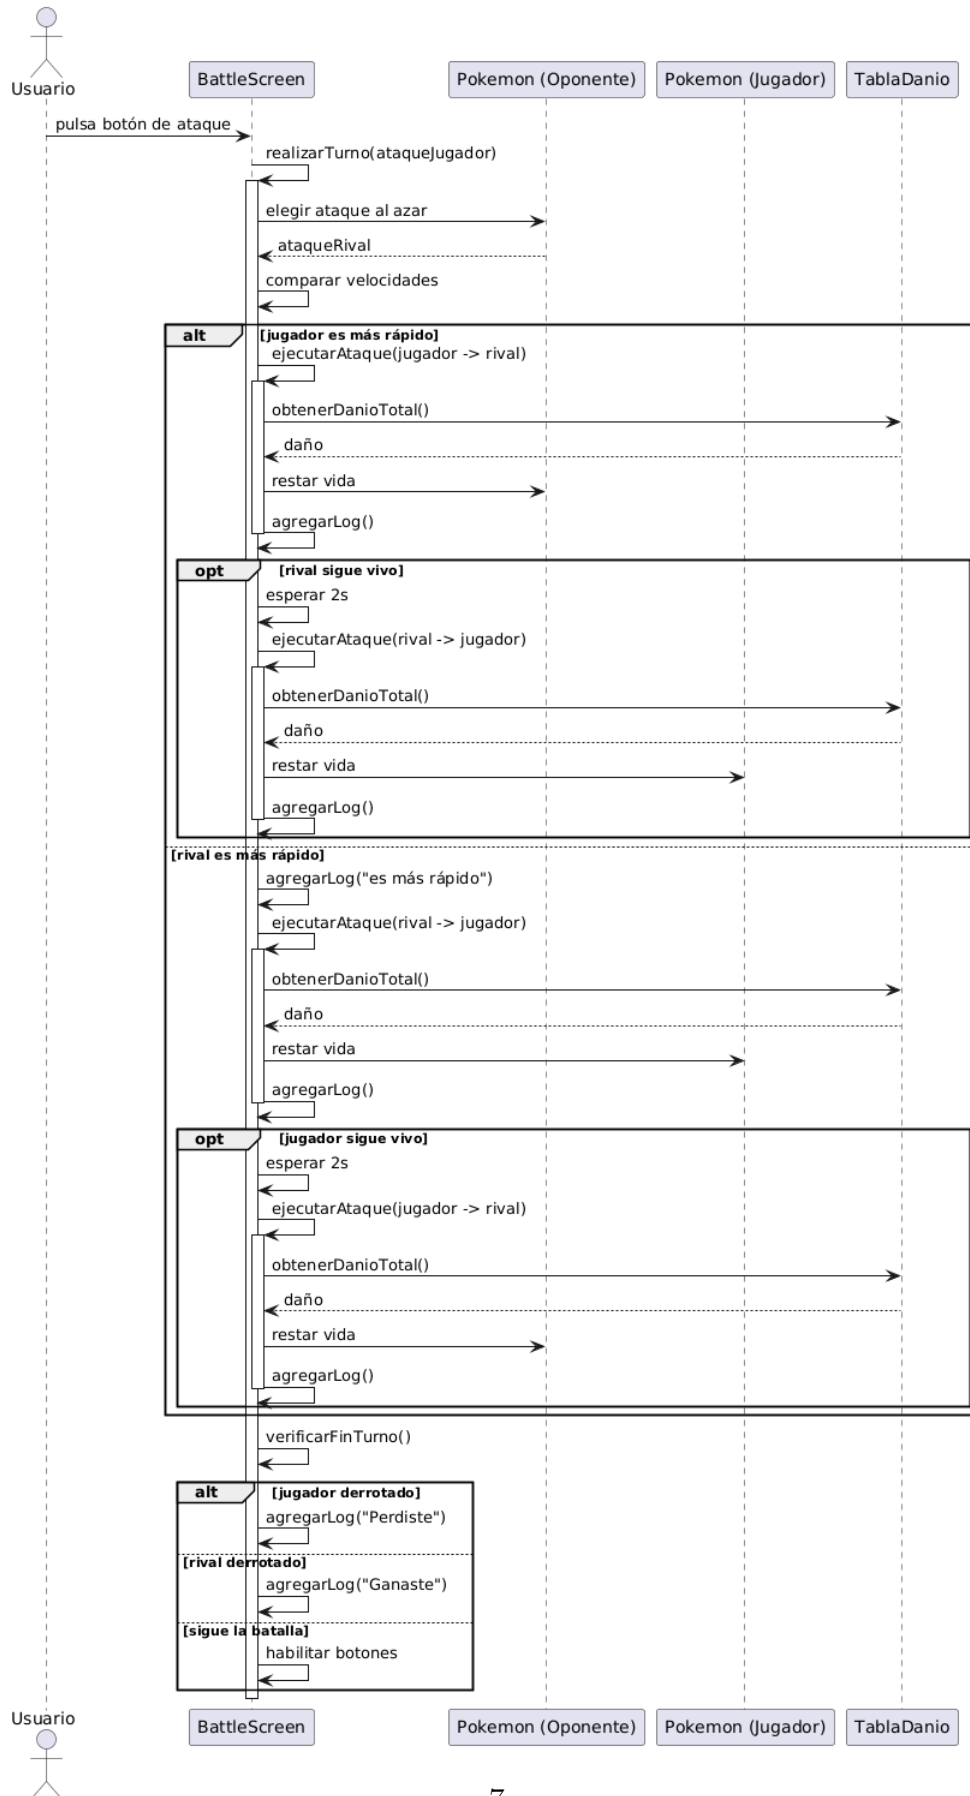 Usuario
BattleScreen
Pokemon (Oponente)
Pokemon (Jugador)
TablaDanio
pulsa botón de ataque
realizarTurno(ataqueJugador)
elegir ataque al azar
ataqueRival
comparar velocidades
alt
[jugador es más rápido]
ejecutarAtaque(jugador -> rival)
obtenerDanioTotal()
daño
restar vida
agregarLog()
opt
[rival sigue vivo]
esperar 2s
ejecutarAtaque(rival -> jugador)
obtenerDanioTotal()
daño
restar vida
agregarLog()
[rival es más rápido]
agregarLog("es más rápido")
ejecutarAtaque(rival -> jugador)
obtenerDanioTotal()
daño
restar vida
agregarLog()
opt
[jugador sigue vivo]
esperar 2s
ejecutarAtaque(jugador -> rival)
obtenerDanioTotal()
daño
restar vida
agregarLog()
verificarFinTurno()
alt
[jugador derrotado]
agregarLog("Perdiste")
[rival derrotado]
agregarLog("Ganaste")
[sigue la batalla]
habilitar botones
Usuario
BattleScreen
Pokemon (Oponente)
Pokemon (Jugador)
TablaDanio